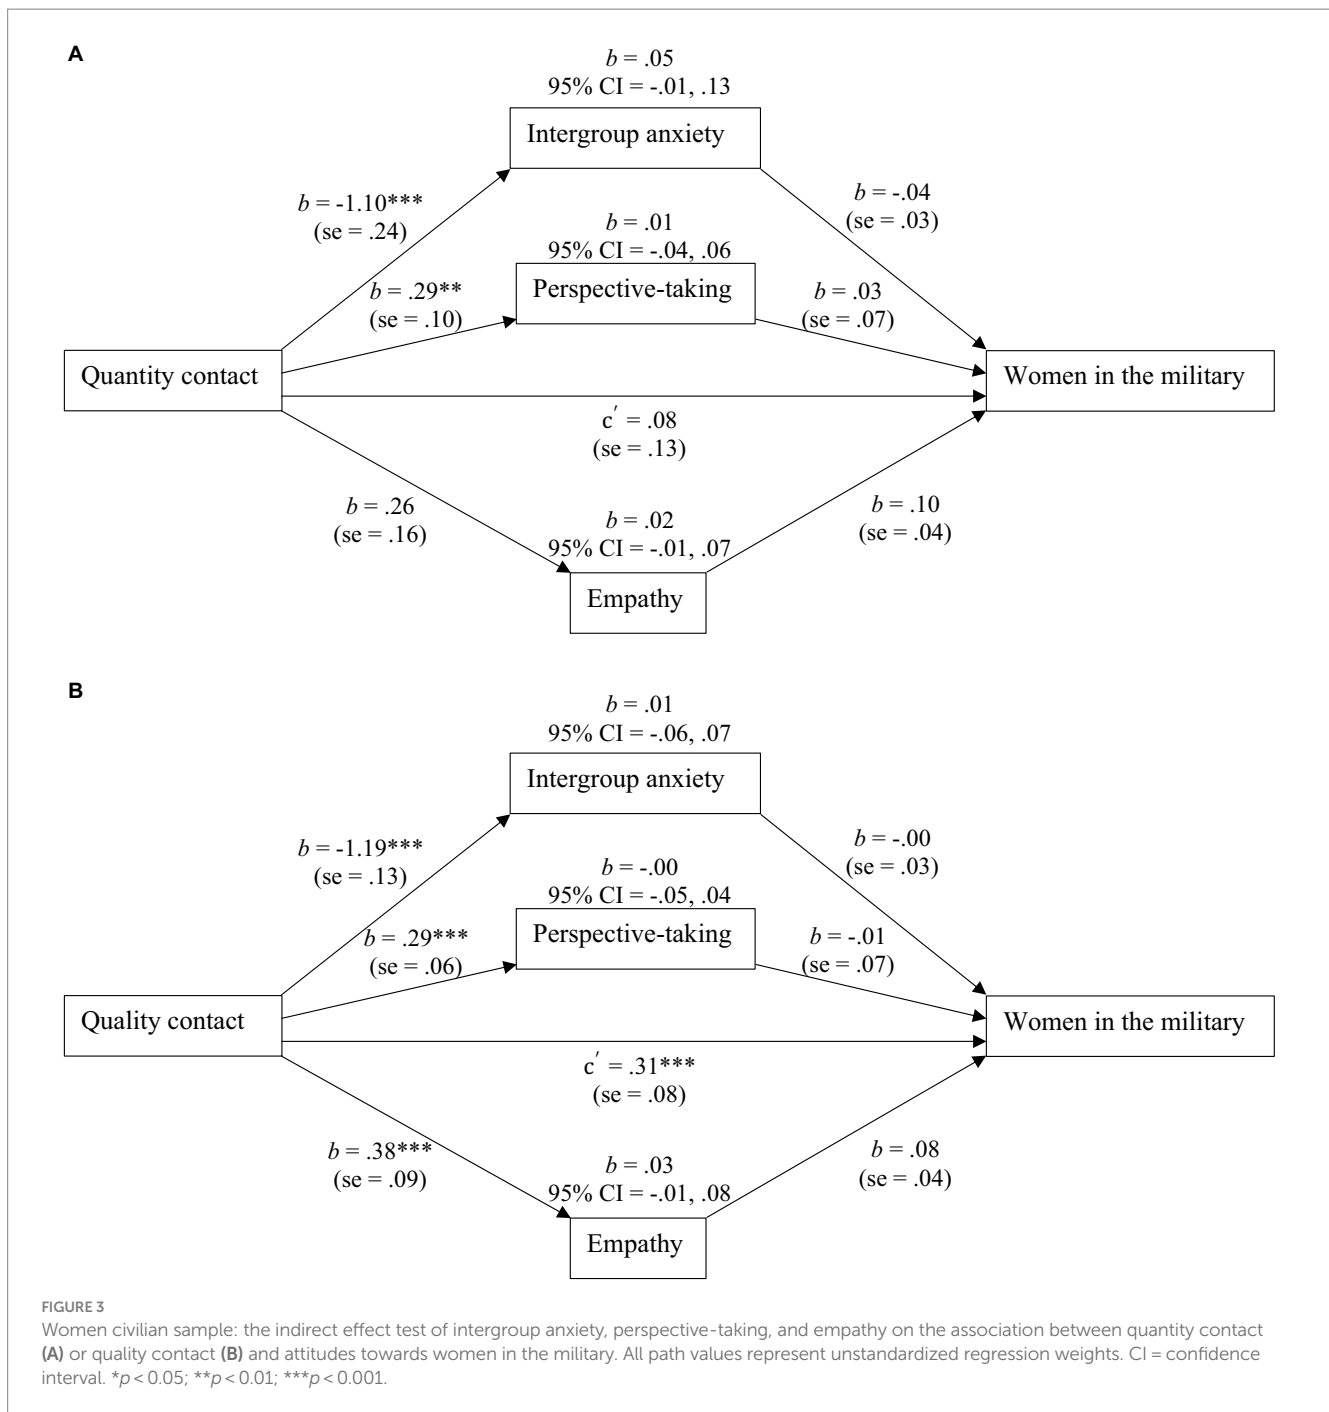 A
b = .05
95% CI = -.01, .13
Intergroup anxiety
b = -1.10***
(se = .24)
b = -.04
(se = .03)
b = .01
95% CI = -.04, .06
Perspective-taking
b = .29**
(se = .10)
b = .03
(se = .07)
Quantity contact
Women in the military
c′ = .08
(se = .13)
b = .26
(se = .16)
b = .02
95% CI = -.01, .07
b = .10
(se = .04)
Empathy
B
b = .01
95% CI = -.06, .07
Intergroup anxiety
b = -1.19***
(se = .13)
b = -.00
(se = .03)
b = -.00
95% CI = -.05, .04
Perspective-taking
b = .29***
(se = .06)
b = -.01
(se = .07)
Quality contact
Women in the military
c′ = .31***
(se = .08)
b = .38***
(se = .09)
b = .03
95% CI = -.01, .08
b = .08
(se = .04)
Empathy
FIGURE 3
Women civilian sample: the indirect effect test of intergroup anxiety, perspective-taking, and empathy on the association between quantity contact
(A) or quality contact (B) and attitudes towards women in the military. All path values represent unstandardized regression weights. CI = confidence
interval. *p < 0.05; **p < 0.01; ***p < 0.001.